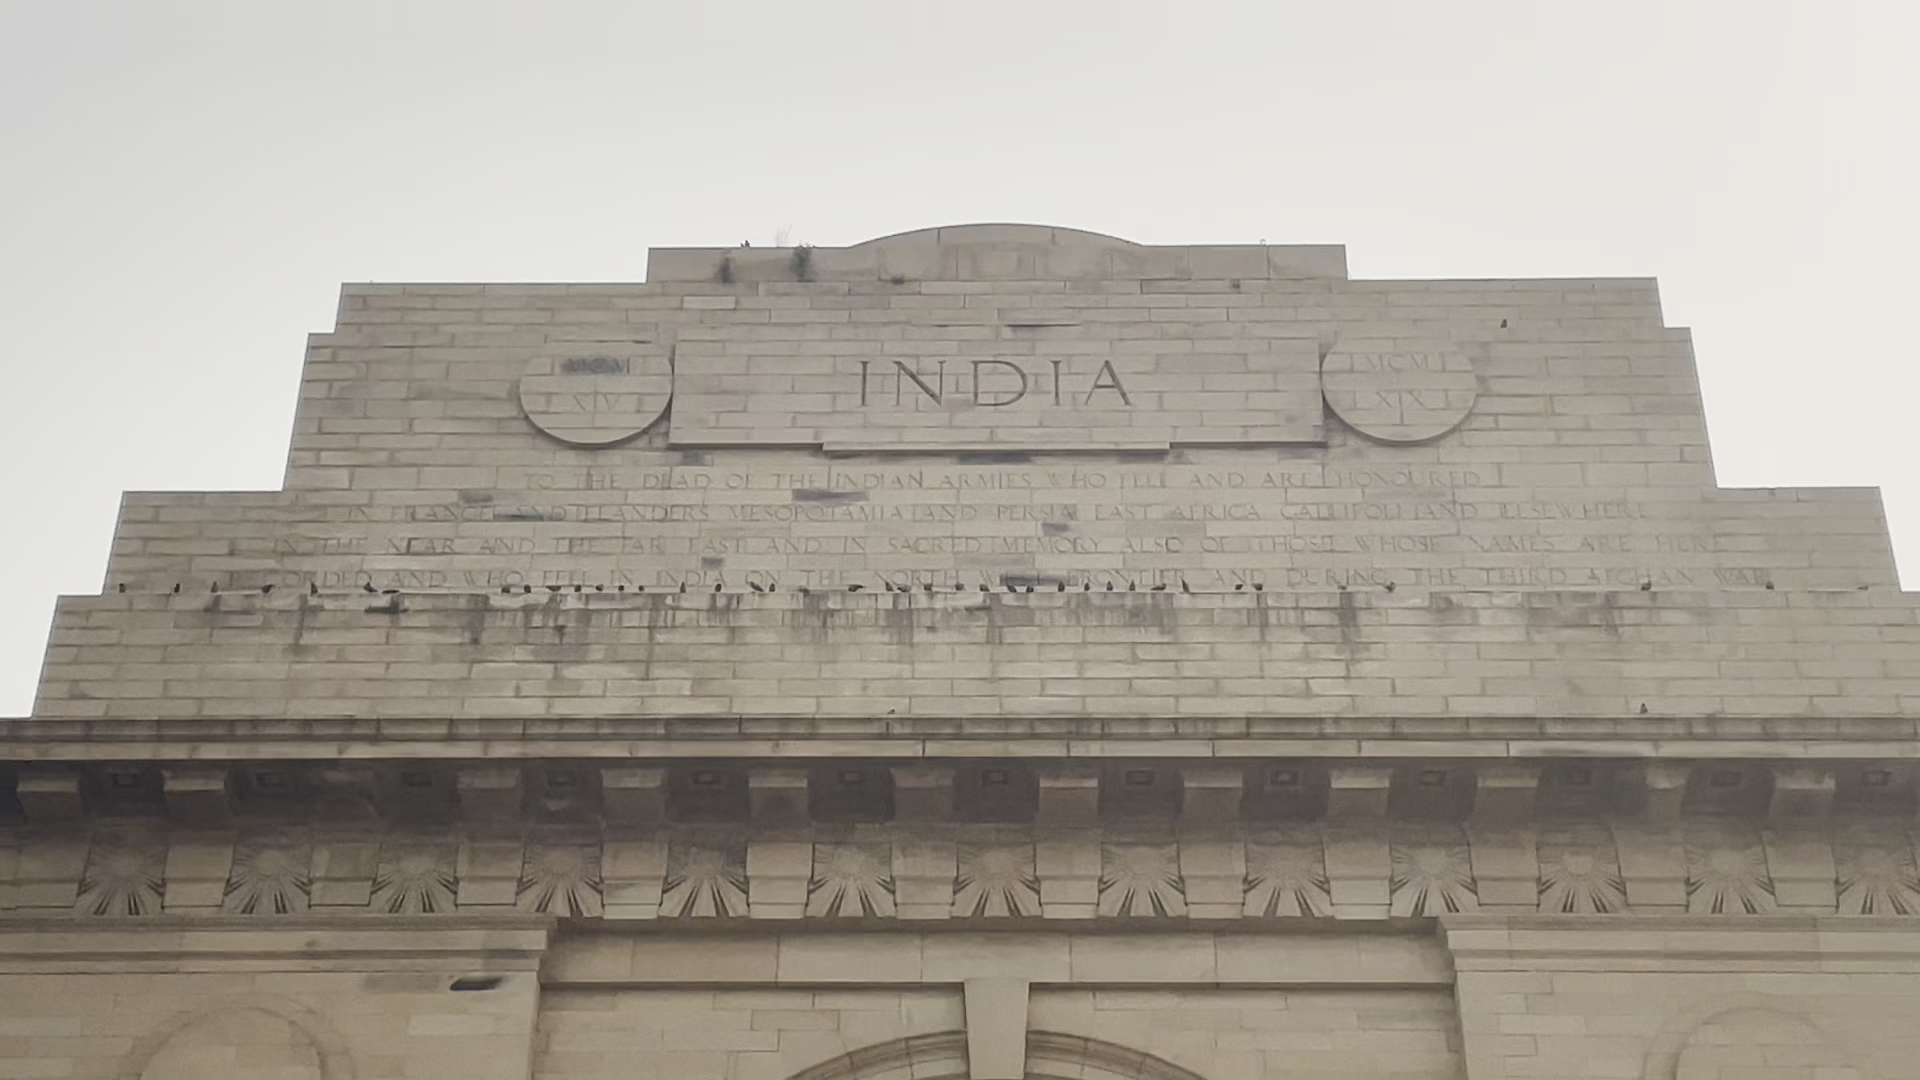 INDIA
MCM
XIV
MCM
XIX
TO THE DEAD OF THE INDIAN ARMIES WHO FELL AND ARE HONOURED
IN FRANCE AND FLANDERS MESOPOTAMIA AND PERSIA EAST AFRICA GALLIPOLI AND ELSEWHERE
IN THE NEAR AND THE FAR EAST AND IN SACRED MEMORY ALSO OF THOSE WHOSE NAMES ARE HERE
RECORDED AND WHO FELL IN INDIA ON THE NORTH WEST FRONTIER AND DURING THE THIRD AFGHAN WAR